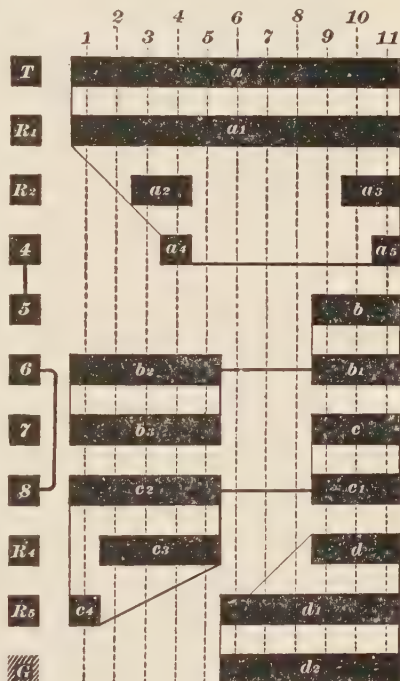 2 4 6 8 10
1 3 5 7 9 11
T a
R1 a1
R2 a2 a3
4 a4 a5
5 b
6 b2 b1
7 b3 c
8 c2 c1
R4 c3 d
R5 c4 d1
G d2